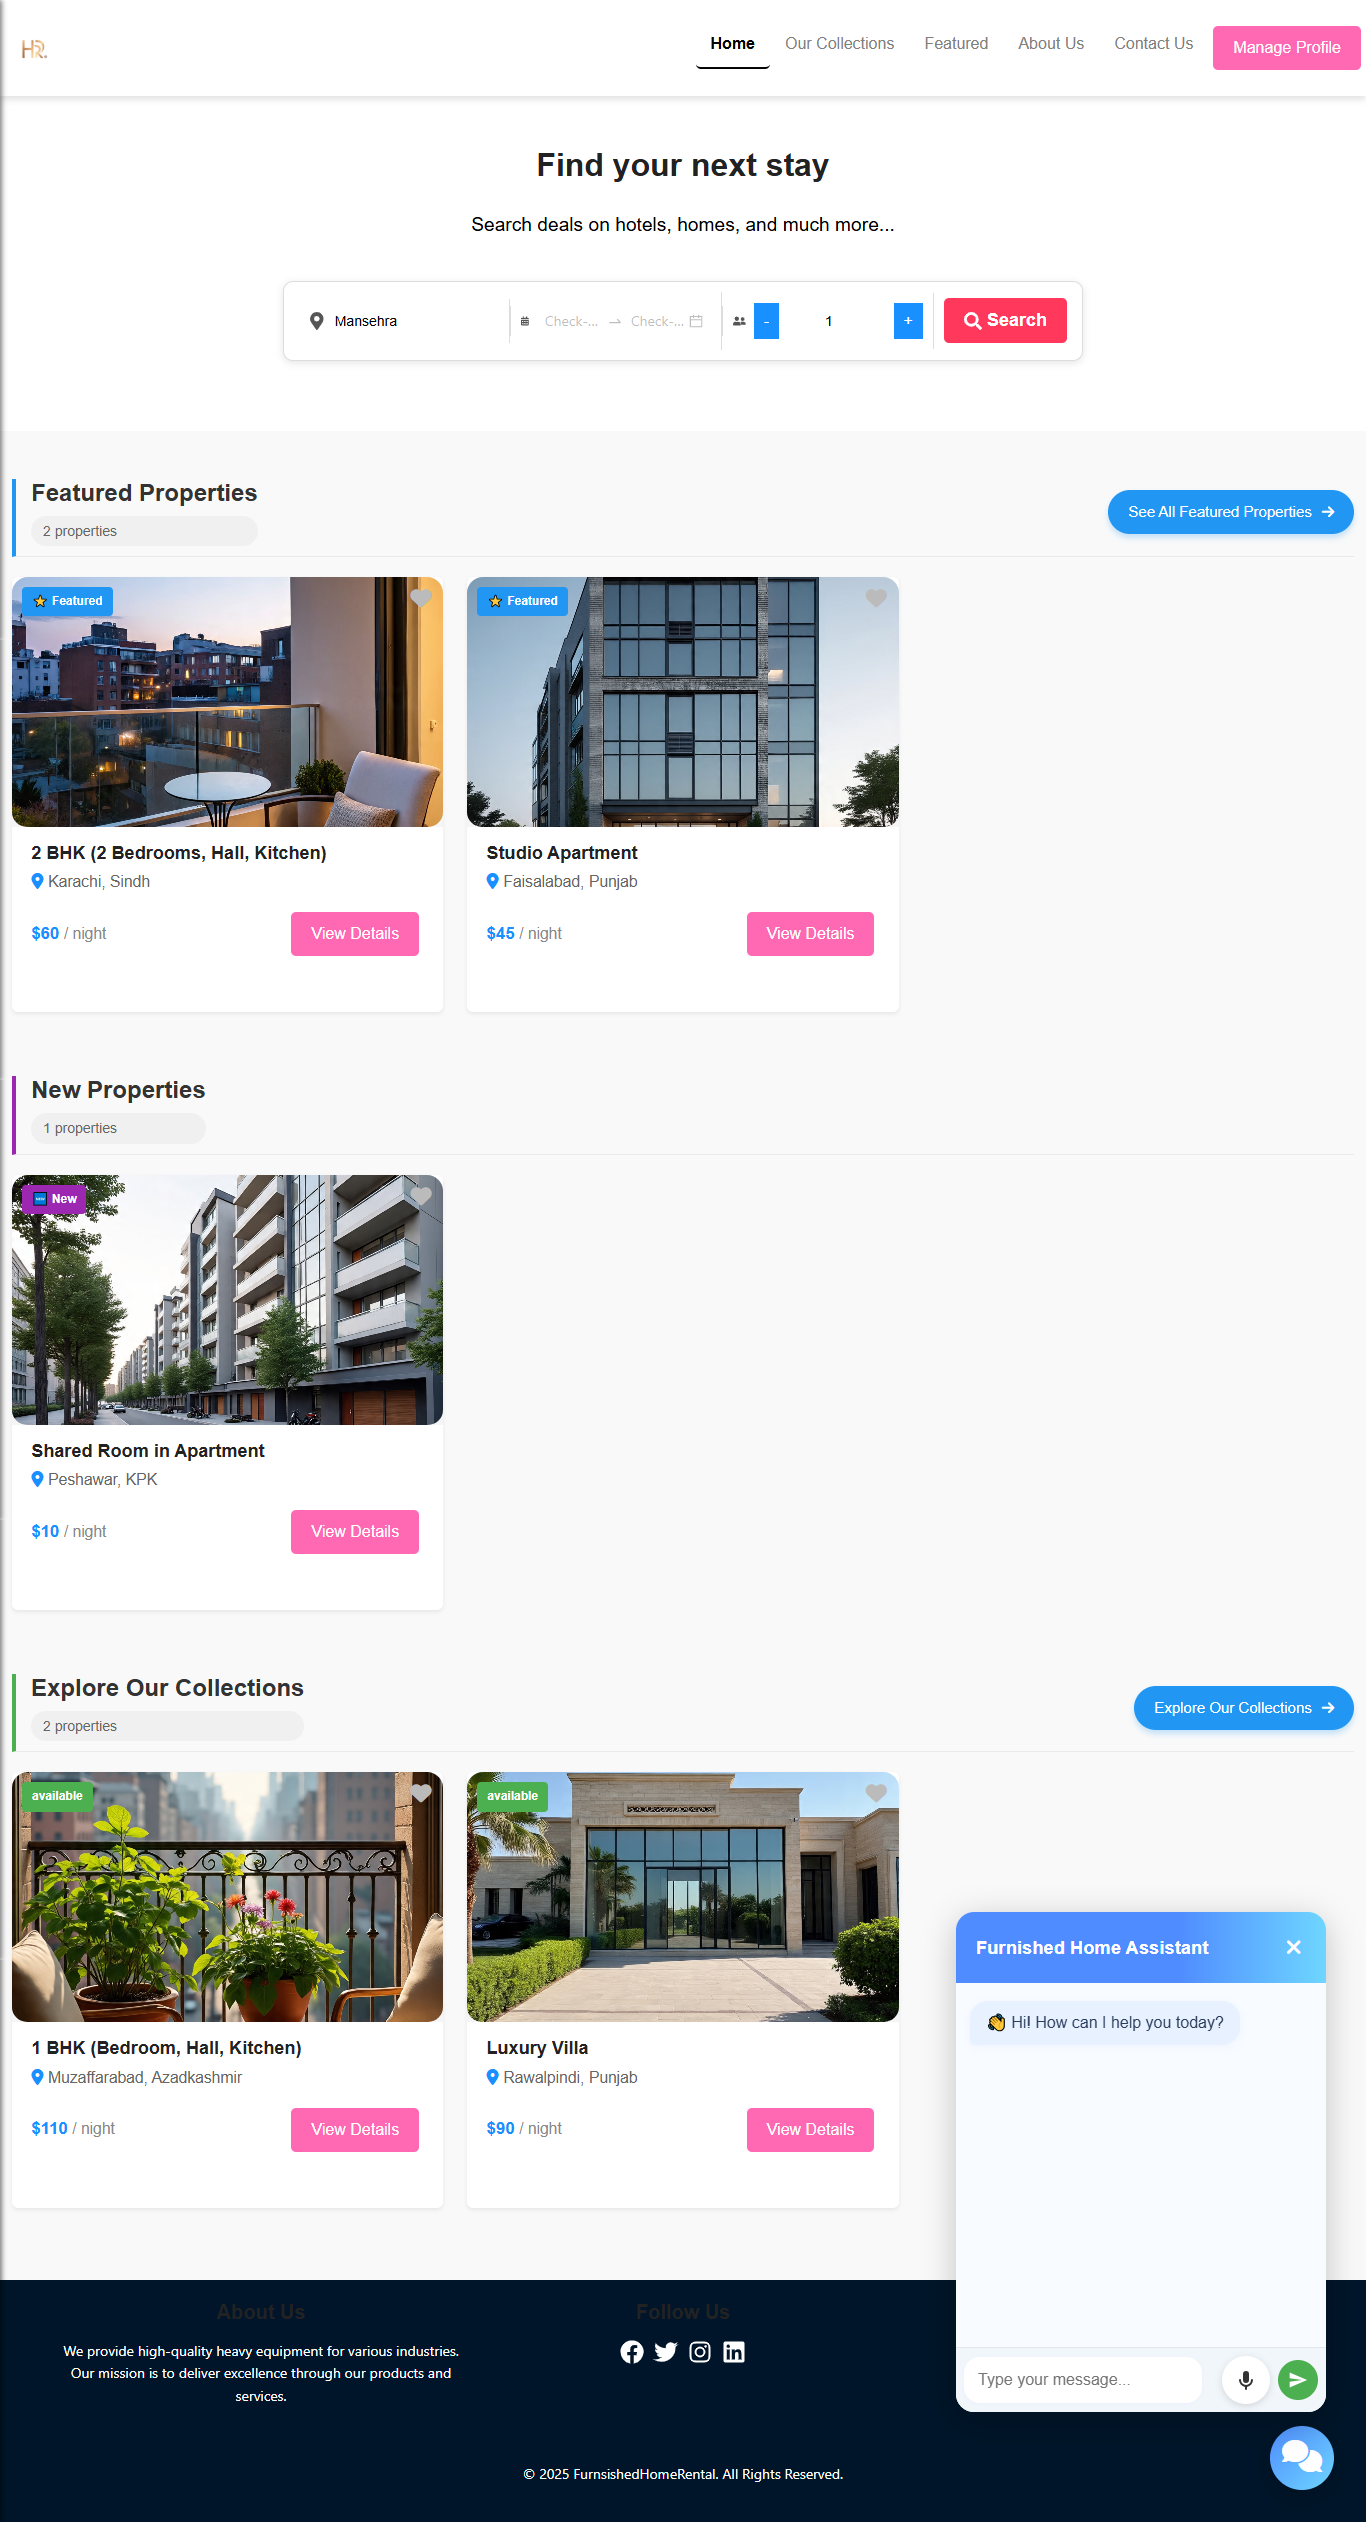 HR.
Home
Our Collections
Featured
About Us
Contact Us
Manage Profile
Find your next stay
Search deals on hotels, homes, and much more...
Mansehra
Check-...
Check-...
-
1
+
Search
Featured Properties
2 properties
See All Featured Properties →
Featured
Featured
2 BHK (2 Bedrooms, Hall, Kitchen)
Karachi, Sindh
$60 / night
View Details
Studio Apartment
Faisalabad, Punjab
$45 / night
View Details
New Properties
1 properties
New
Shared Room in Apartment
Peshawar, KPK
$10 / night
View Details
Explore Our Collections
2 properties
Explore Our Collections →
available
available
1 BHK (Bedroom, Hall, Kitchen)
Muzaffarabad, Azadkashmir
$110 / night
View Details
Luxury Villa
Rawalpindi, Punjab
$90 / night
View Details
Furnished Home Assistant
👋 Hi! How can I help you today?
Type your message...
About Us
We provide high-quality heavy equipment for various industries.
Our mission is to deliver excellence through our products and
services.
Follow Us
© 2025 FurnsishedHomeRental. All Rights Reserved.